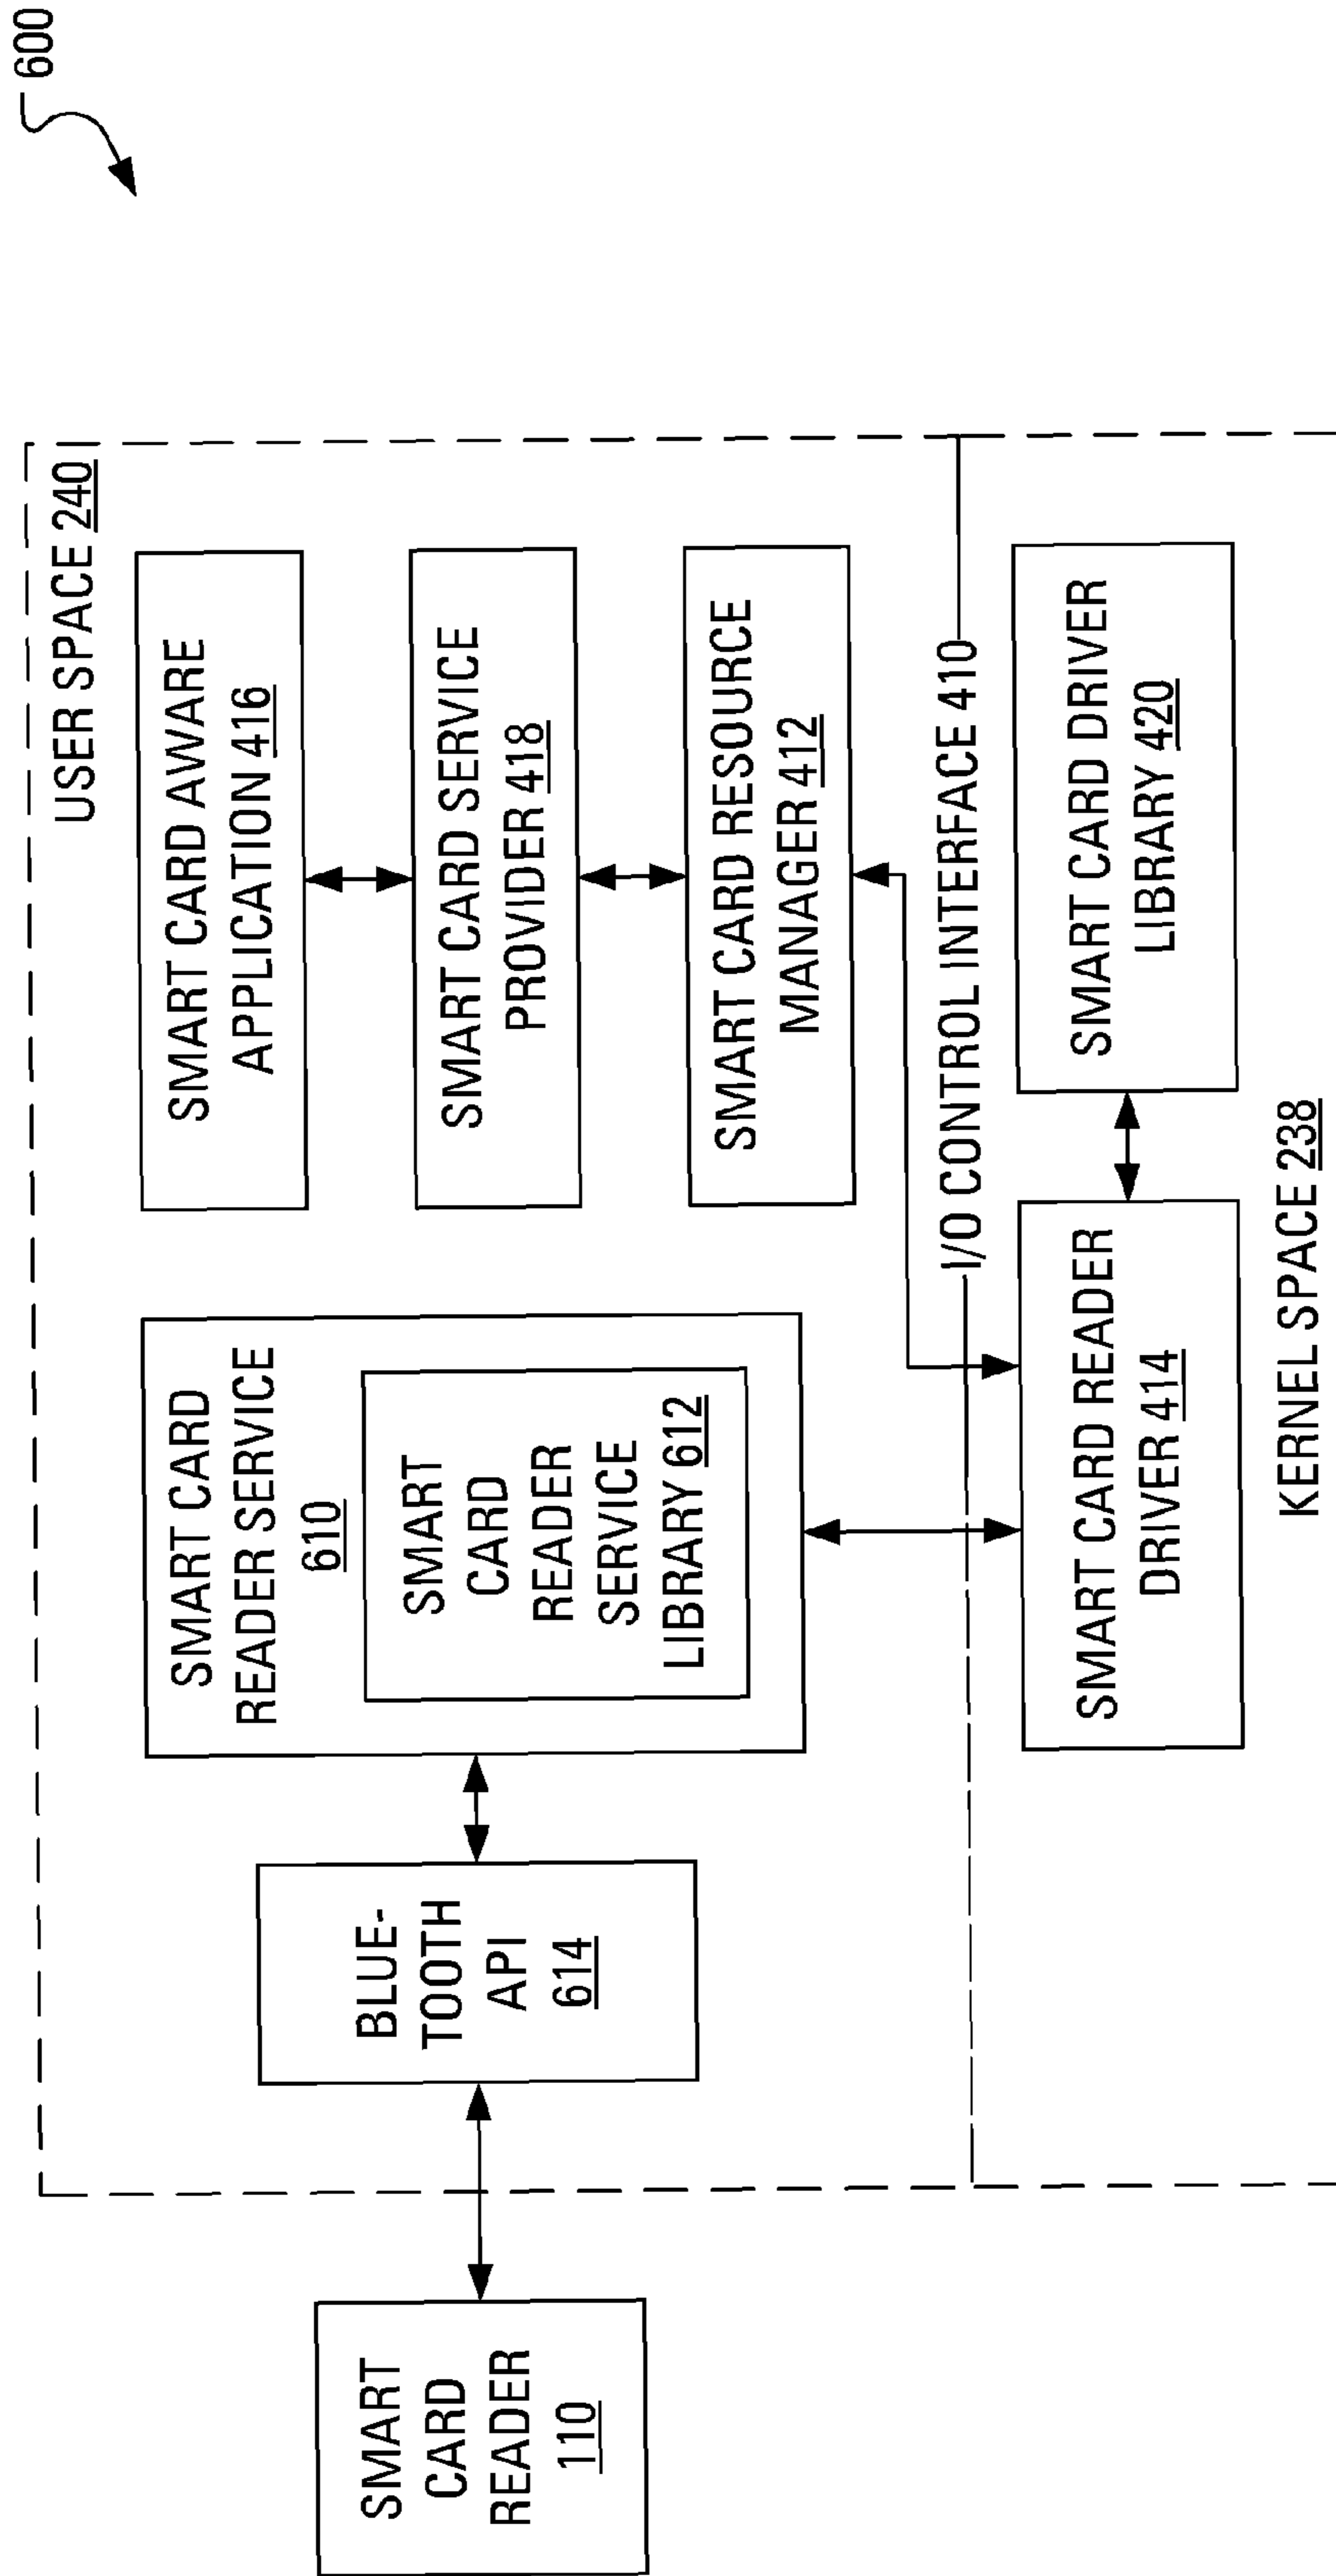 600
USER SPACE 240
SMART CARD AWARE
APPLICATION 416
SMART CARD SERVICE
PROVIDER 418
SMART CARD RESOURCE
MANAGER 412
SMART CARD
READER SERVICE
610
SMART
CARD
READER
SERVICE
LIBRARY 612
BLUE-
TOOTH
API
614
SMART
CARD
READER
110
I/O CONTROL INTERFACE 410
SMART CARD READER
DRIVER 414
SMART CARD DRIVER
LIBRARY 420
KERNEL SPACE 238